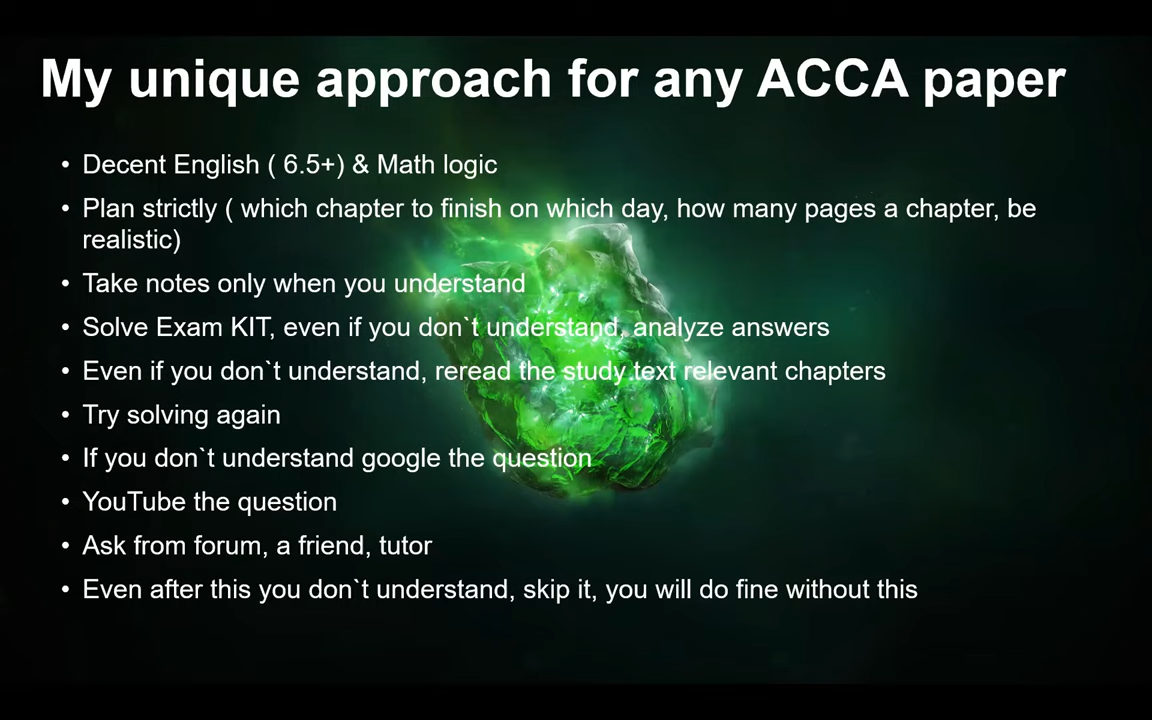 My unique approach for any ACCA paper
• Decent English ( 6.5+) & Math logic
• Plan strictly ( which chapter to finish on which day, how many pages a chapter, be
realistic)
• Take notes only when you understand
• Solve Exam KIT, even if you don`t understand, analyze answers
• Even if you don`t understand, reread the study text relevant chapters
• Try solving again
• If you don`t understand google the question
• YouTube the question
• Ask from forum, a friend, tutor
• Even after this you don`t understand, skip it, you will do fine without this